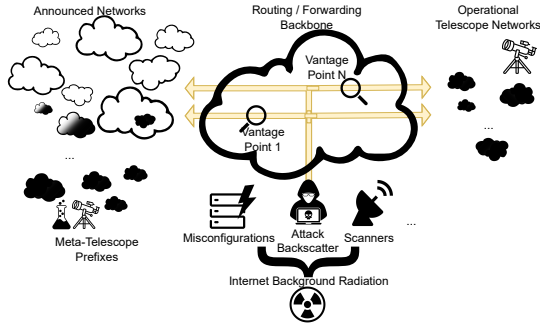 Announced Networks
Routing / Forwarding
Backbone
Operational
Telescope Networks
Vantage
Point N
Vantage
Point 1
...
...
Meta-Telescope
Prefixes
Misconfigurations
Attack
Backscatter
Scanners
...
Internet Background Radiation